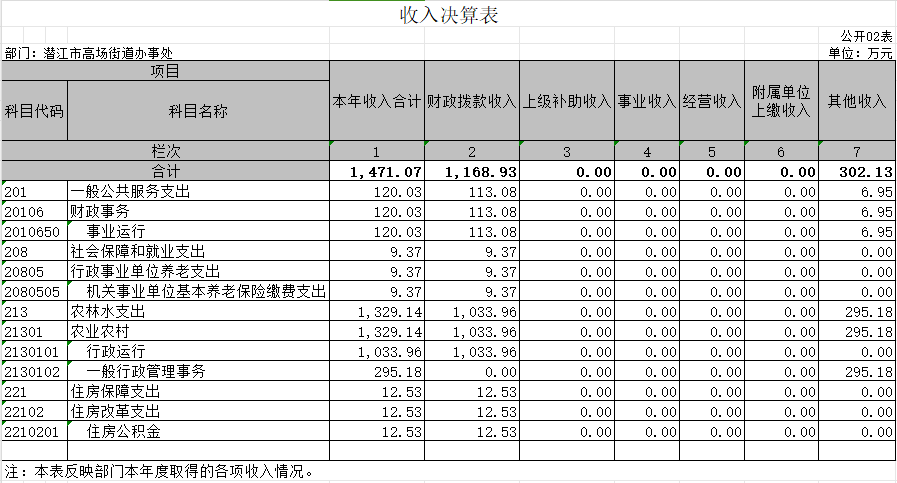 收入决算表
公开02表
部门：潜江市高场街道办事处 单位：万元
项目 本年收入合计 财政拨款收入 上级补助收入 事业收入 经营收入 附属单位上缴收入 其他收入
科目代码 科目名称
栏次 1 2 3 4 5 6 7
合计 1,471.07 1,168.93 0.00 0.00 0.00 0.00 302.13
201 一般公共服务支出 120.03 113.08 0.00 0.00 0.00 0.00 6.95
20106 财政事务 120.03 113.08 0.00 0.00 0.00 0.00 6.95
2010650 事业运行 120.03 113.08 0.00 0.00 0.00 0.00 6.95
208 社会保障和就业支出 9.37 9.37 0.00 0.00 0.00 0.00 0.00
20805 行政事业单位养老支出 9.37 9.37 0.00 0.00 0.00 0.00 0.00
2080505 机关事业单位基本养老保险缴费支出 9.37 9.37 0.00 0.00 0.00 0.00 0.00
213 农林水支出 1,329.14 1,033.96 0.00 0.00 0.00 0.00 295.18
21301 农业农村 1,329.14 1,033.96 0.00 0.00 0.00 0.00 295.18
2130101 行政运行 1,033.96 1,033.96 0.00 0.00 0.00 0.00 0.00
2130102 一般行政管理事务 295.18 0.00 0.00 0.00 0.00 0.00 295.18
221 住房保障支出 12.53 12.53 0.00 0.00 0.00 0.00 0.00
22102 住房改革支出 12.53 12.53 0.00 0.00 0.00 0.00 0.00
2210201 住房公积金 12.53 12.53 0.00 0.00 0.00 0.00 0.00
注：本表反映部门本年度取得的各项收入情况。